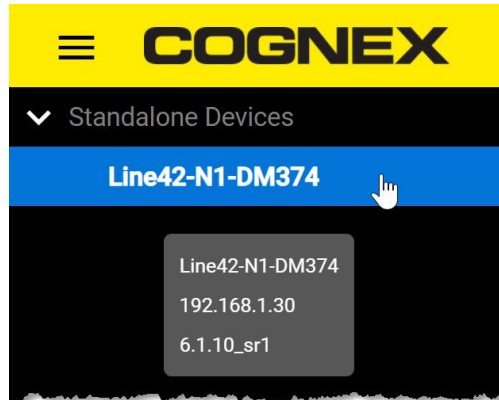 COGNEX
Standalone Devices
Line42-N1-DM374
Line42-N1-DM374
192.168.1.30
6.1.10_sr1